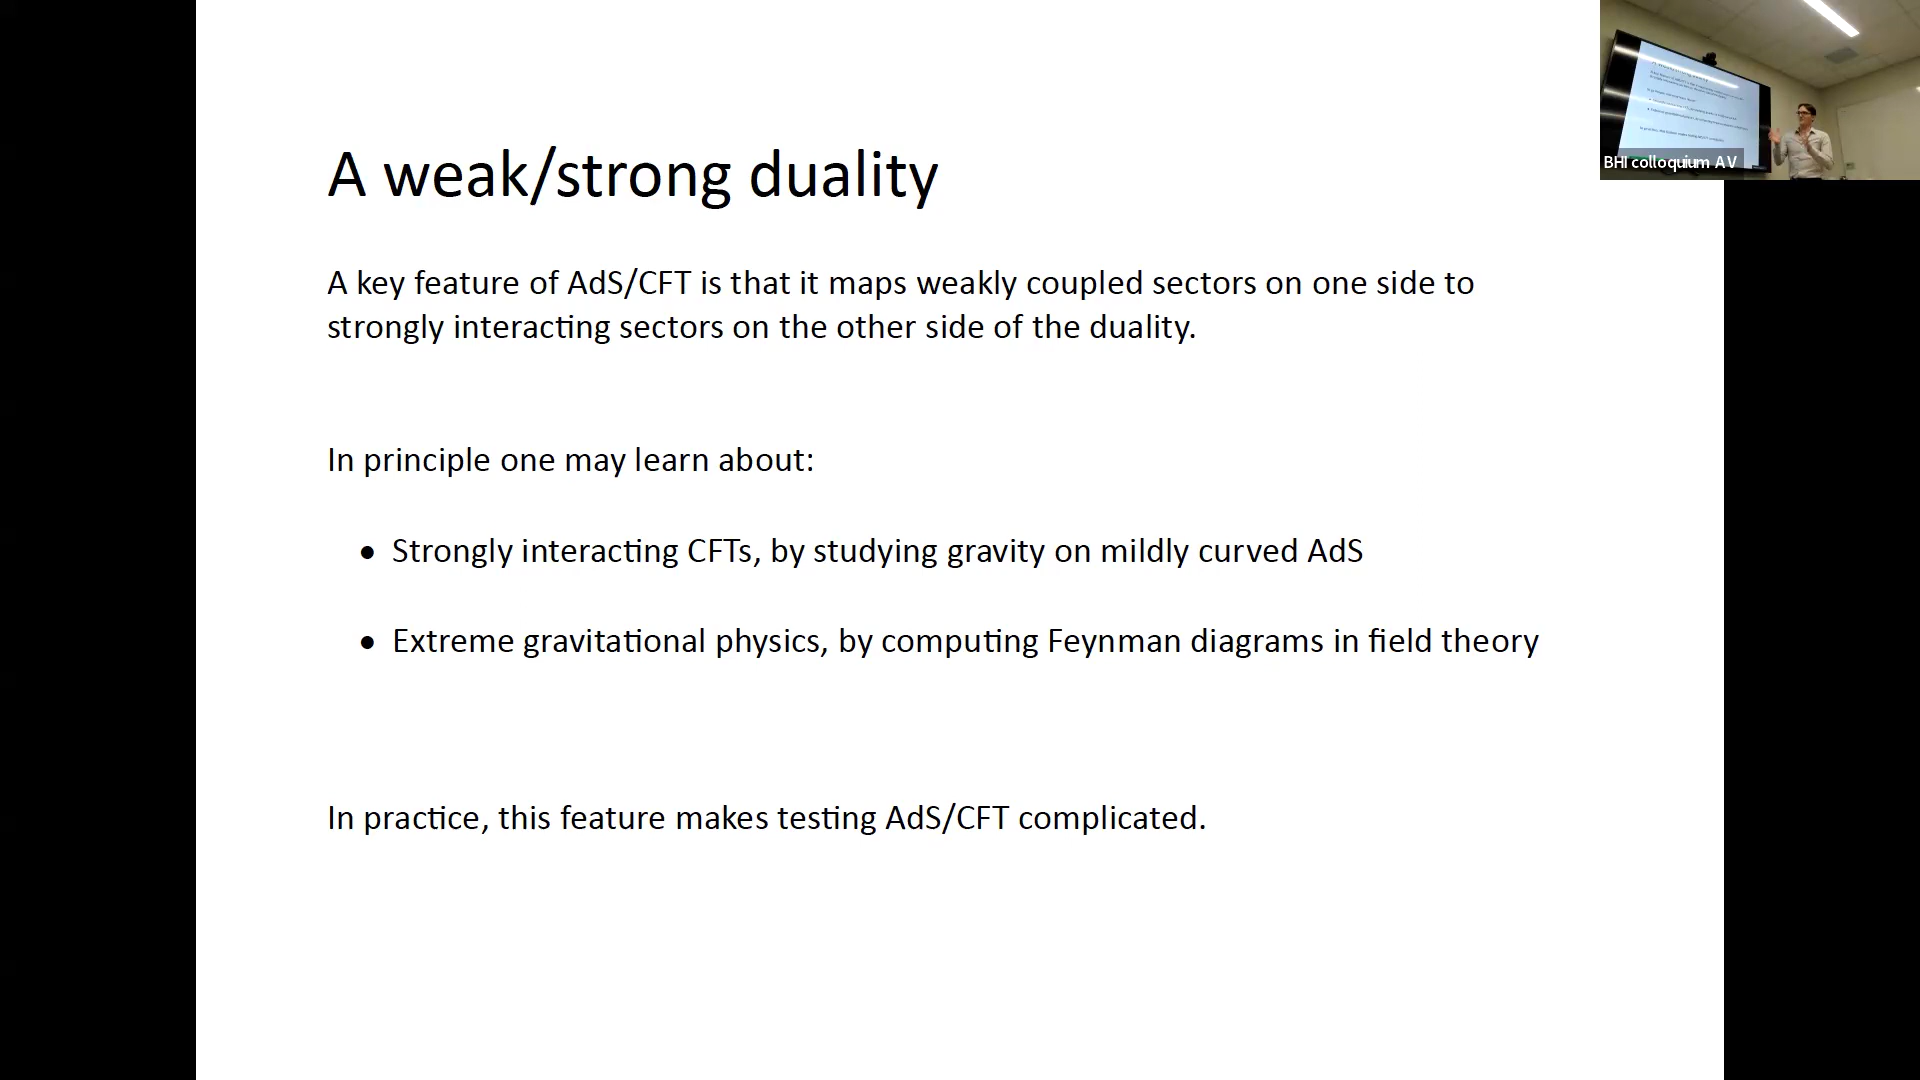 A weak/strong duality
A key feature of AdS/CFT is that it maps weakly coupled sectors on one side to
strongly interacting sectors on the other side of the duality.
In principle one may learn about:
• Strongly interacting CFTs, by studying gravity on mildly curved AdS
• Extreme gravitational physics, by computing Feynman diagrams in field theory
In practice, this feature makes testing AdS/CFT complicated.
BHI colloquium AV